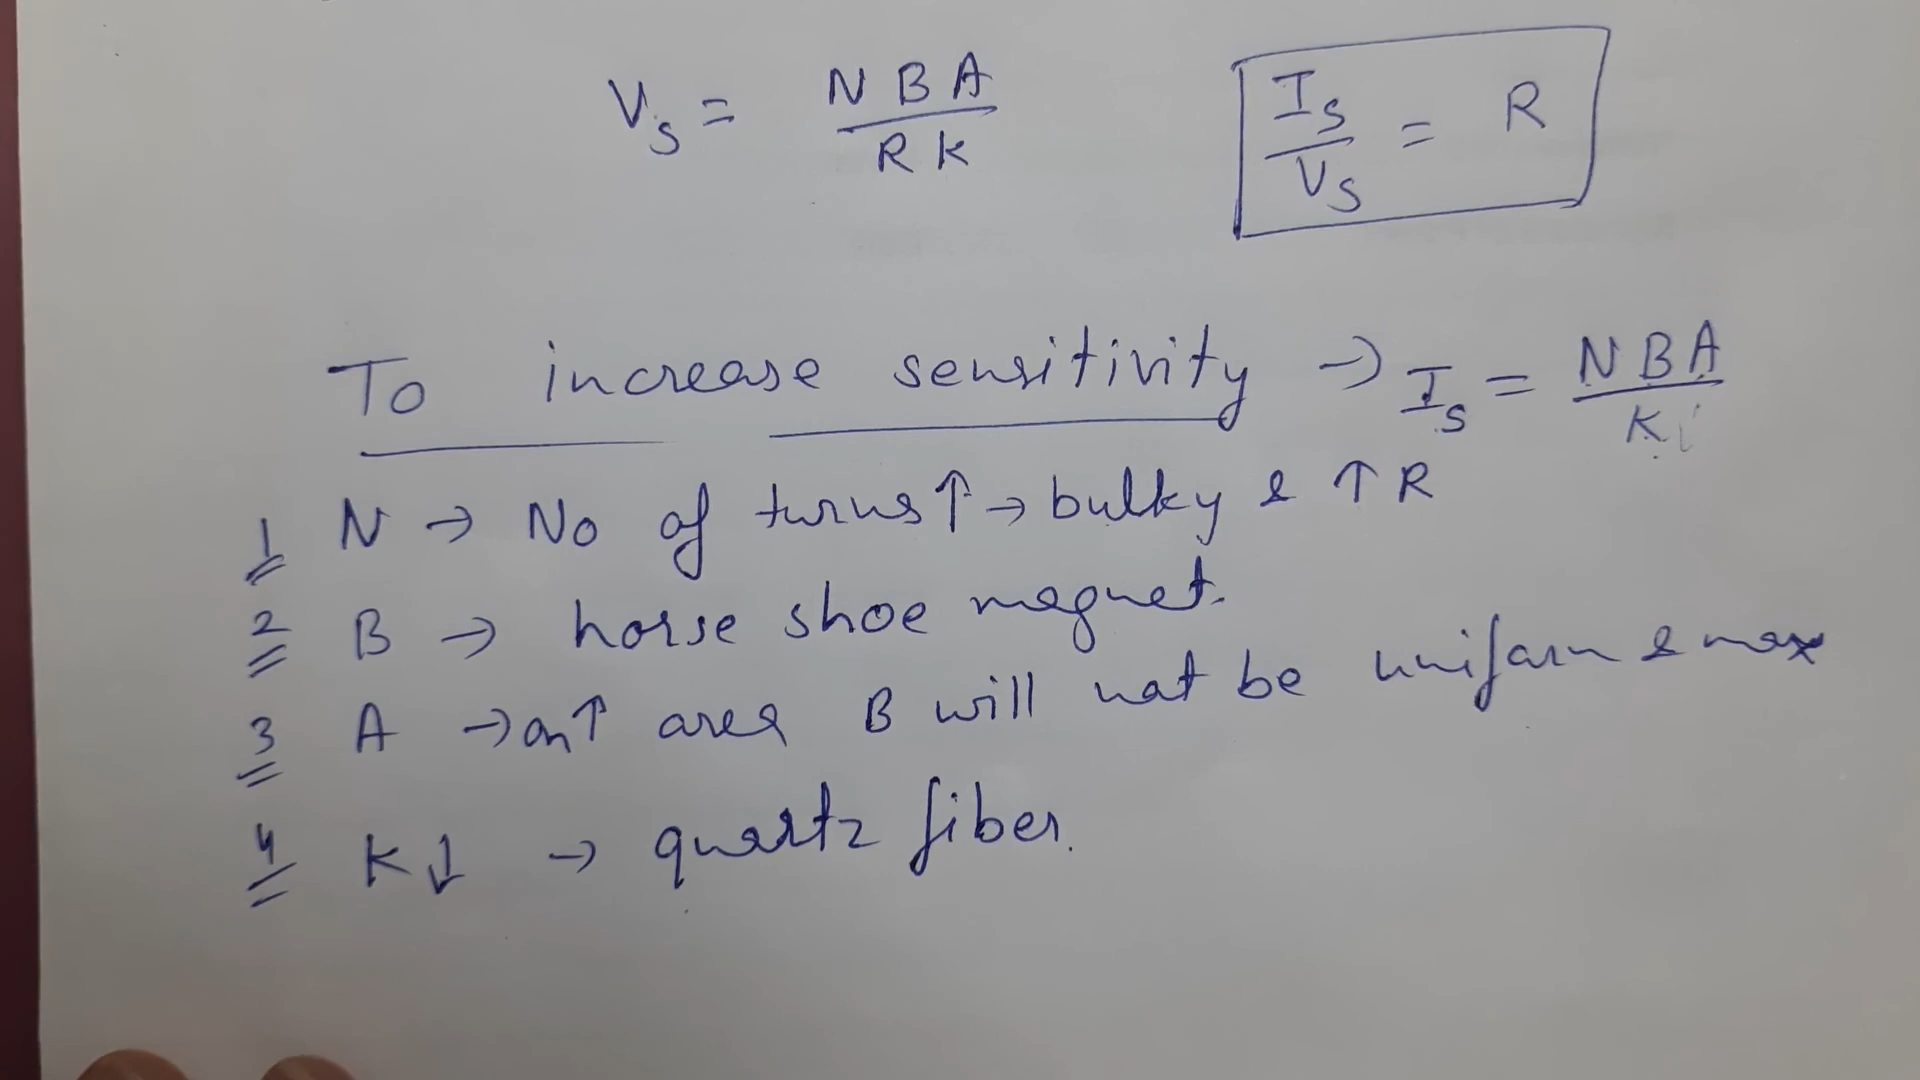 Vs = NBA / RK
Is / Vs = R
To increase sensitivity → Is = NBA / K
1 N → No of turns ↑ → bulky & ↑ R
2 B → horse shoe magnet.
3 A → on ↑ area B will not be uniform & max
4 K ↓ → quartz fiber.